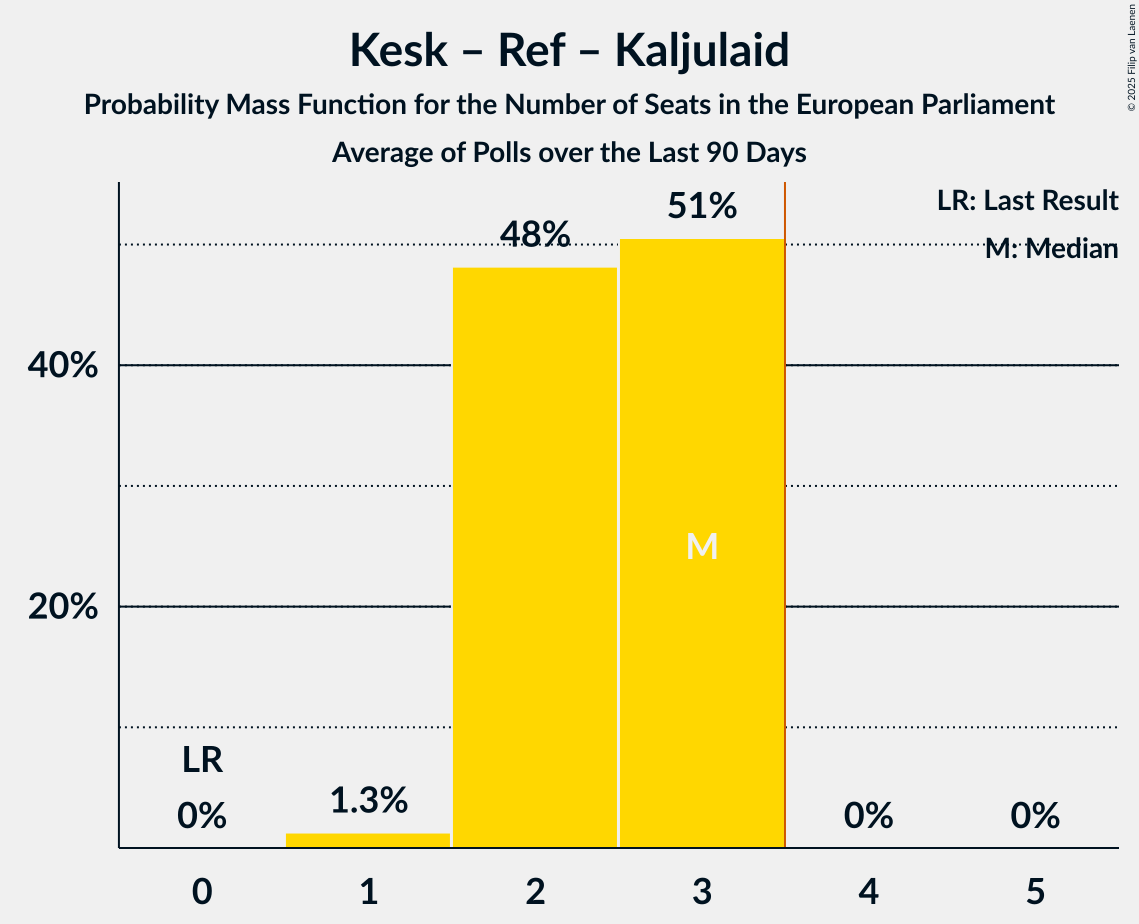 Kesk – Ref – Kaljulaid
Probability Mass Function for the Number of Seats in the European Parliament
Average of Polls over the Last 90 Days
© 2025 Filip van Laenen
LR: Last Result
M: Median
51%
48%
40%
M
20%
LR
0%
1.3%
0%
0%
0
1
2
3
4
5